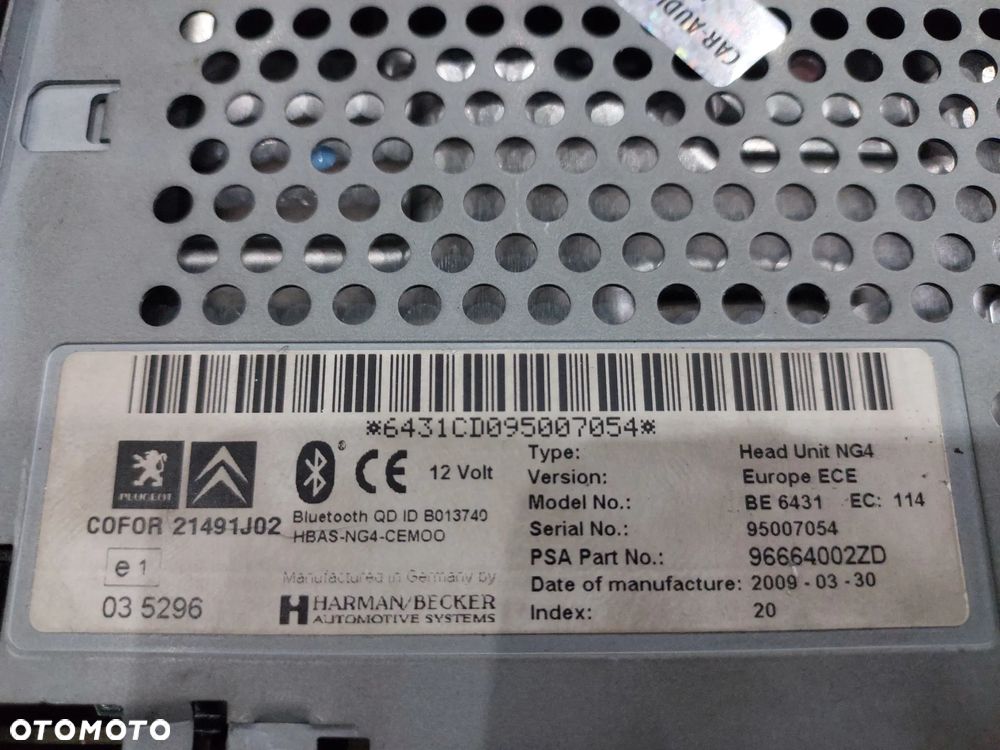 CAR-AUDI
*6431CD095007054*
PEUGEOT
COFOR 21491J02
e1
03 5296
® CE 12 Volt
Bluetooth QD ID B013740
HBAS-NG4-CEMOO
Manufactured in Germany by
HARMAN/BECKER
AUTOMOTIVE SYSTEMS
Type: Head Unit NG4
Version: Europe ECE
Model No.: BE 6431 EC: 114
Serial No.: 95007054
PSA Part No.: 96664002ZD
Date of manufacture: 2009 - 03 - 30
Index: 20
OTOMOTO